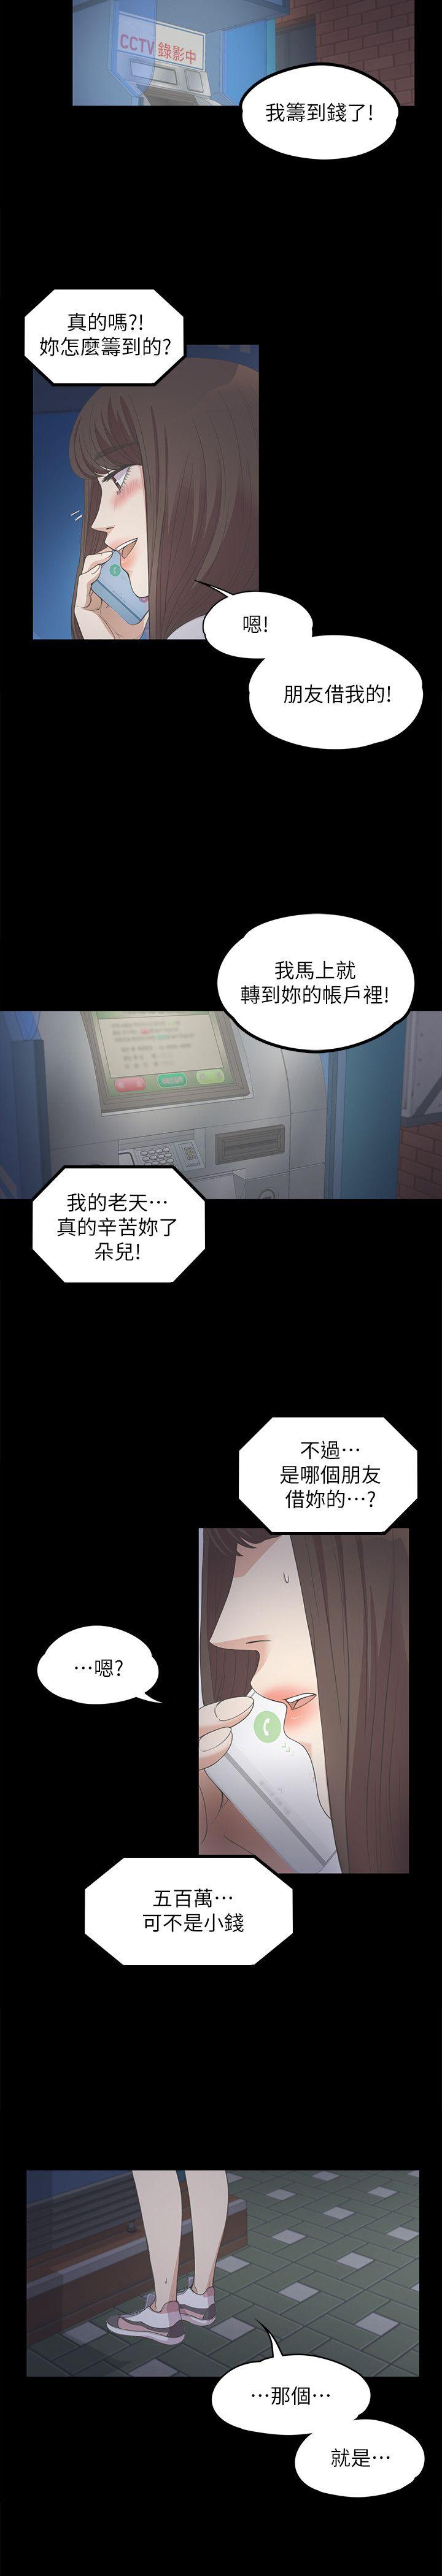 CCTV 錄影中
我籌到錢了!
真的嗎?!
妳怎麼籌到的?
嗯!
朋友借我的!
我馬上就
轉到妳的帳戶裡!
我的老天…
真的辛苦妳了
朵兒!
不過…
是哪個朋友
借妳的…?
…嗯?
五百萬…
可不是小錢
…那個…
就是…